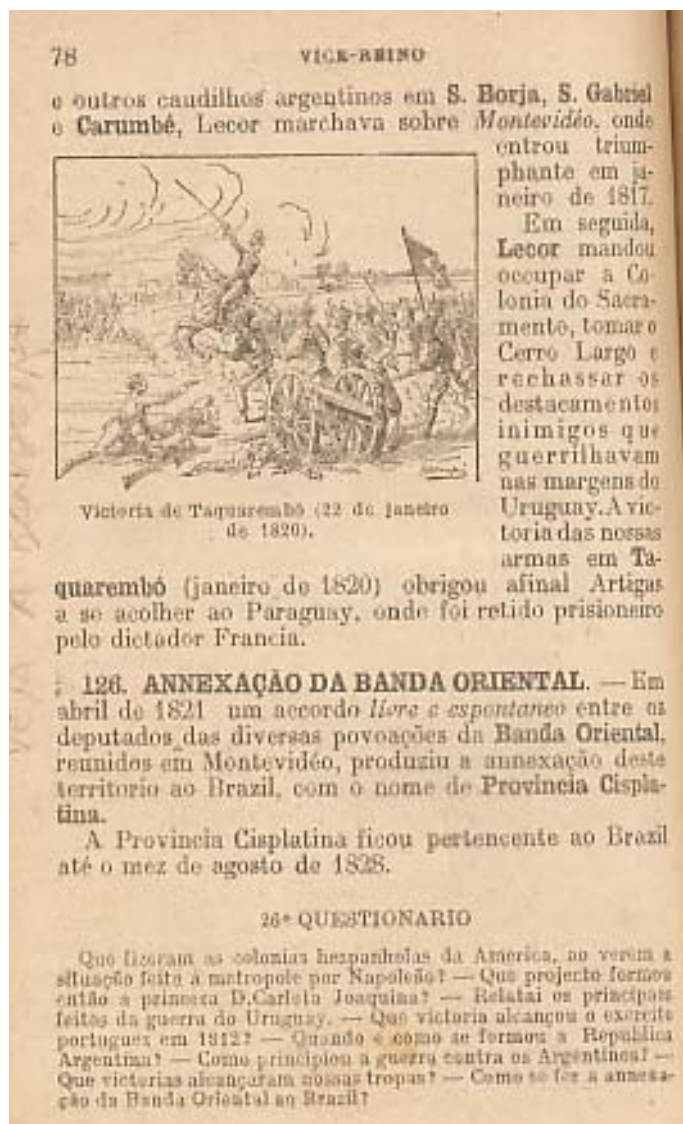 78
VICE-REINO
e outros caudilhos argentinos em S. Borja, S. Gabriel
e Carumbé, Lecor marchava sobre Montevidéo, onde
entrou trium-
phante em ja-
neiro de 1817.
Em seguida,
Lecor mandou
occupar a Co-
lonia do Sacra-
mento, tomar o
Cerro Largo e
rechassar os
destacamentos
inimigos que
guerrilhavam
nas margens do
Uruguay. A vic-
toria das nossas
armas em Ta-
Victoria de Taquarembó (22 de janeiro
de 1820).
quarembó (janeiro de 1820) obrigou afinal Artigas
a se acolher ao Paraguay, onde foi retido prisioneiro
pelo dictador Francia.
126. ANNEXAÇÃO DA BANDA ORIENTAL. — Em
abril de 1821 um accordo livre e espontaneo entre os
deputados das diversas povoações da Banda Oriental,
reunidos em Montevidéo, produziu a annexação deste
territorio ao Brazil, com o nome de Provincia Cispla-
tina.
A Provincia Cisplatina ficou pertencente ao Brazil
até o mez de agosto de 1828.
26º QUESTIONARIO
Que fizeram as colonias hespanholas da America, ao verem a
situação feita á metropole por Napoleão? — Que projecto formou
então a princeza D. Carlota Joaquina? — Relatai os principais
feitos da guerra do Uruguay. — Que victoria alcançou o exercito
portuguez em 1812? — Quando e como se formou a Republica
Argentina? — Como principiou a guerra contra os Argentinos? —
Que victorias alcançaram nossas tropas? — Como se fez a annexa-
ção da Banda Oriental ao Brazil?